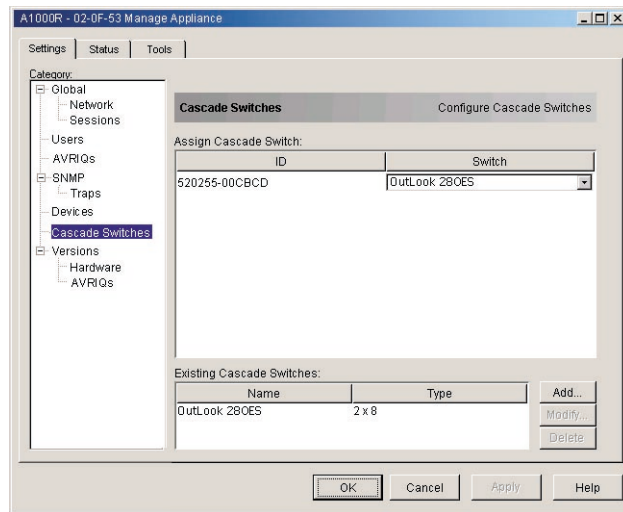 A1000R - 02-0F-53 Manage Appliance
Settings Status Tools
Category:
Global
Network
Sessions
Users
AVRIQs
SNMP
Traps
Devices
Cascade Switches
Versions
Hardware
AVRIQs
Cascade Switches Configure Cascade Switches
Assign Cascade Switch:
ID Switch
520255-00CBCD OutLook 280ES
Existing Cascade Switches:
Name Type
OutLook 280ES 2 x 8
Add...
Modify...
Delete
OK Cancel Apply Help